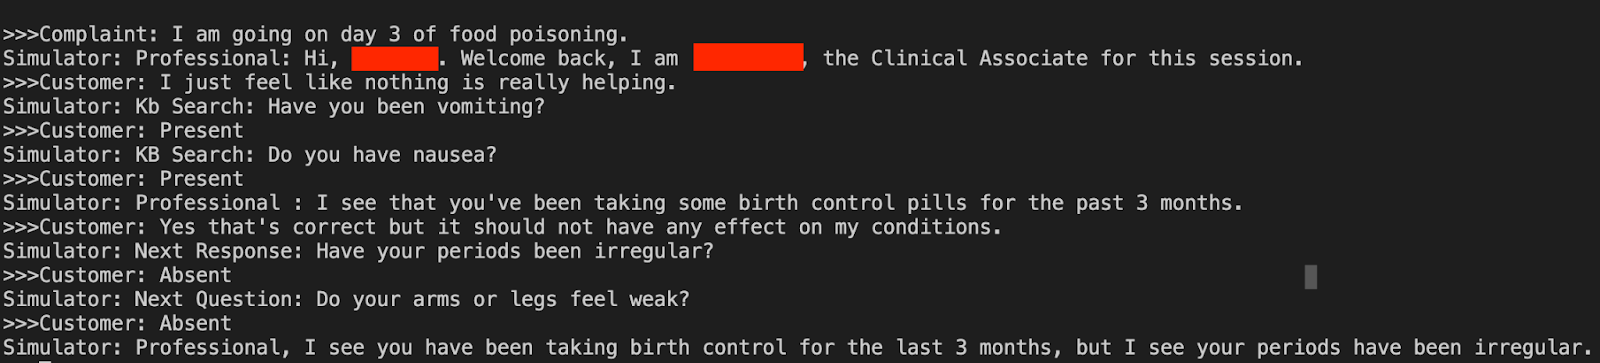 >>>Complaint: I am going on day 3 of food poisoning.
Simulator: Professional: Hi, . Welcome back, I am , the Clinical Associate for this session.
>>>Customer: I just feel like nothing is really helping.
Simulator: Kb Search: Have you been vomiting?
>>>Customer: Present
Simulator: KB Search: Do you have nausea?
>>>Customer: Present
Simulator: Professional : I see that you've been taking some birth control pills for the past 3 months.
>>>Customer: Yes that's correct but it should not have any effect on my conditions.
Simulator: Next Response: Have your periods been irregular?
>>>Customer: Absent
Simulator: Next Question: Do your arms or legs feel weak?
>>>Customer: Absent
Simulator: Professional, I see you have been taking birth control for the last 3 months, but I see your periods have been irregular.